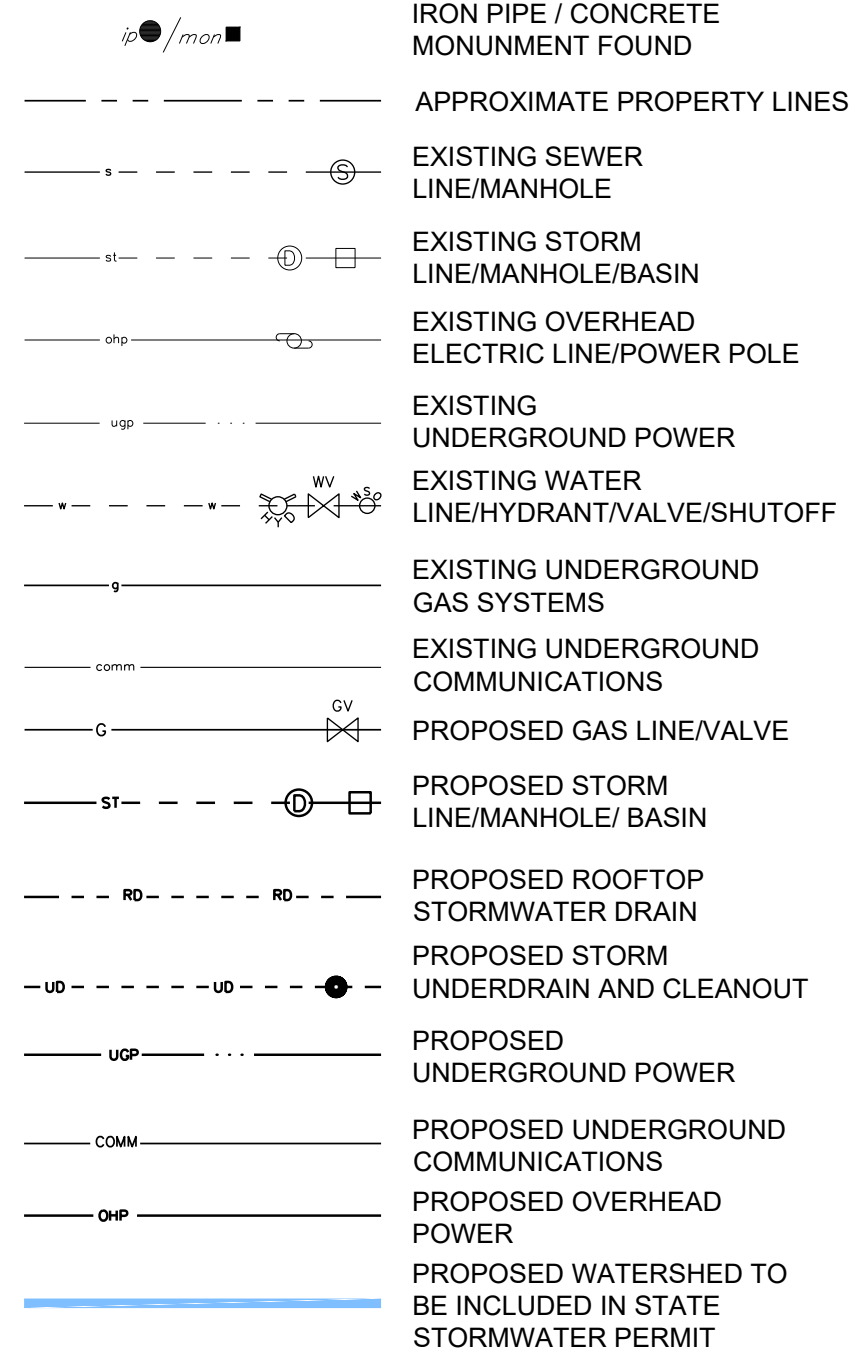 ip/mon
IRON PIPE / CONCRETE
MONUNMENT FOUND
APPROXIMATE PROPERTY LINES
s S
EXISTING SEWER
LINE/MANHOLE
st D
EXISTING STORM
LINE/MANHOLE/BASIN
ohp
EXISTING OVERHEAD
ELECTRIC LINE/POWER POLE
ugp
EXISTING
UNDERGROUND POWER
w w HYD WV WSO
EXISTING WATER
LINE/HYDRANT/VALVE/SHUTOFF
g
EXISTING UNDERGROUND
GAS SYSTEMS
comm
EXISTING UNDERGROUND
COMMUNICATIONS
G GV
PROPOSED GAS LINE/VALVE
ST D
PROPOSED STORM
LINE/MANHOLE/ BASIN
RD RD
PROPOSED ROOFTOP
STORMWATER DRAIN
UD UD
PROPOSED STORM
UNDERDRAIN AND CLEANOUT
UGP
PROPOSED
UNDERGROUND POWER
COMM
PROPOSED UNDERGROUND
COMMUNICATIONS
OHP
PROPOSED OVERHEAD
POWER
PROPOSED WATERSHED TO
BE INCLUDED IN STATE
STORMWATER PERMIT